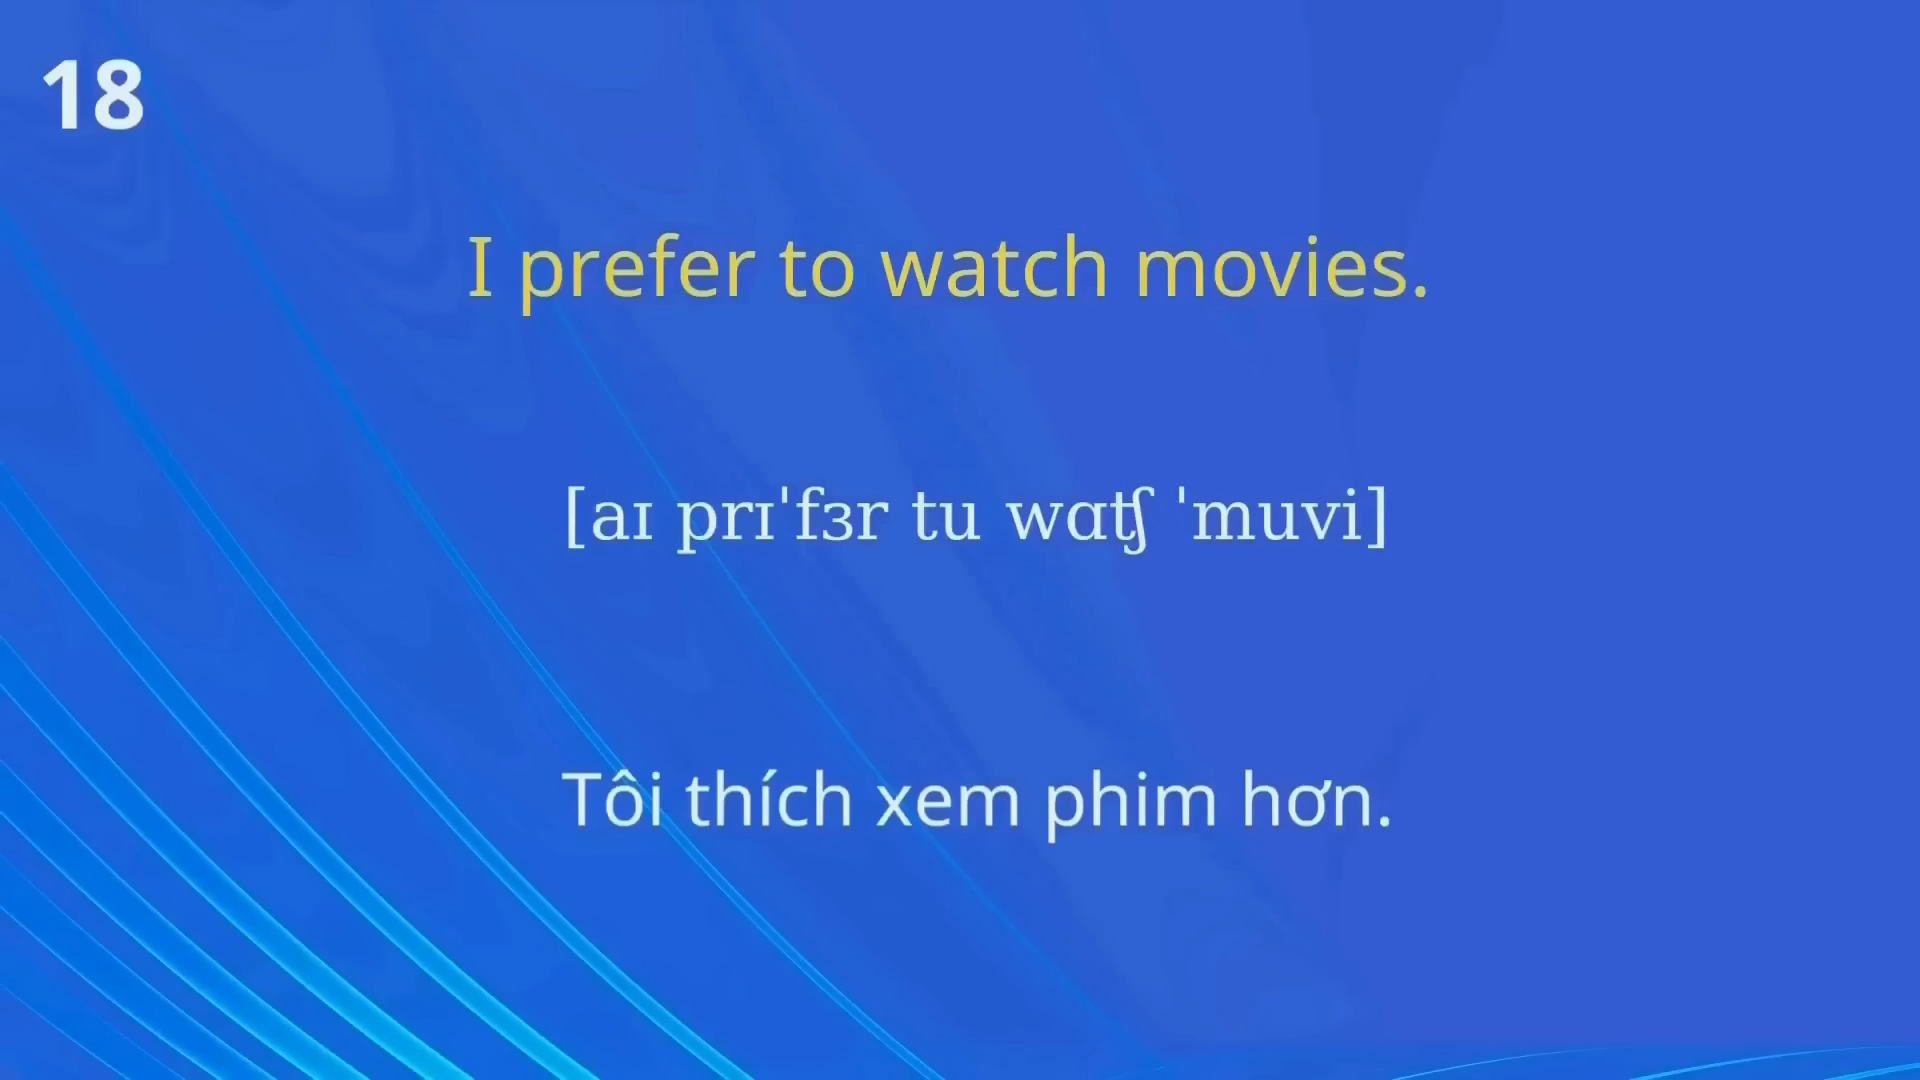 18
I prefer to watch movies.
[aɪ prɪˈfɜr tu wɑʧ ˈmuvi]
Tôi thích xem phim hơn.